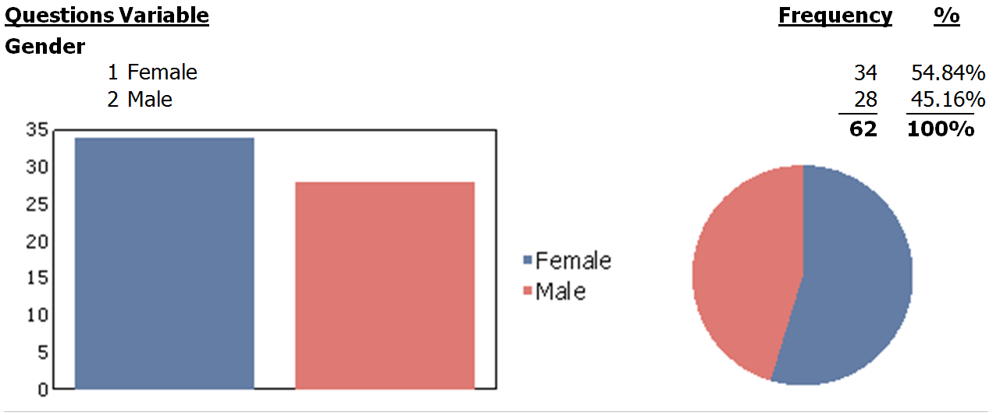 Questions Variable Frequency %
Gender
1 Female 34 54.84%
2 Male 28 45.16%
62 100%
35
30
25
20
15
10
5
0
Female
Male